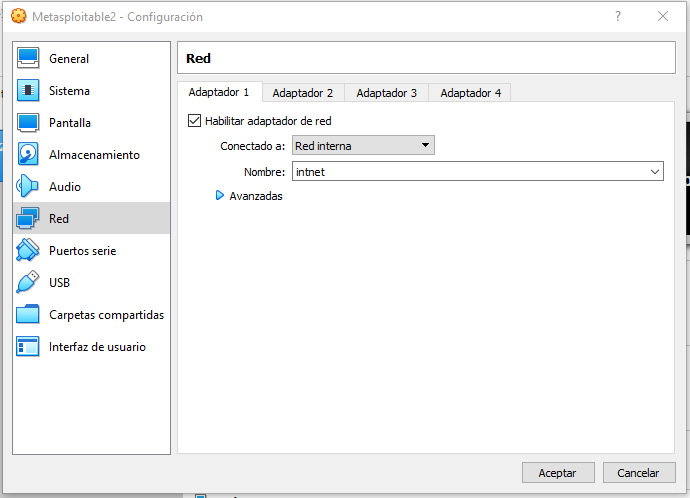 Metasploitable2 - Configuración
General
Sistema
Pantalla
Almacenamiento
Audio
Red
Puertos serie
USB
Carpetas compartidas
Interfaz de usuario
Red
Adaptador 1 Adaptador 2 Adaptador 3 Adaptador 4
Habilitar adaptador de red
Conectado a: Red interna
Nombre: intnet
Avanzadas
Aceptar Cancelar